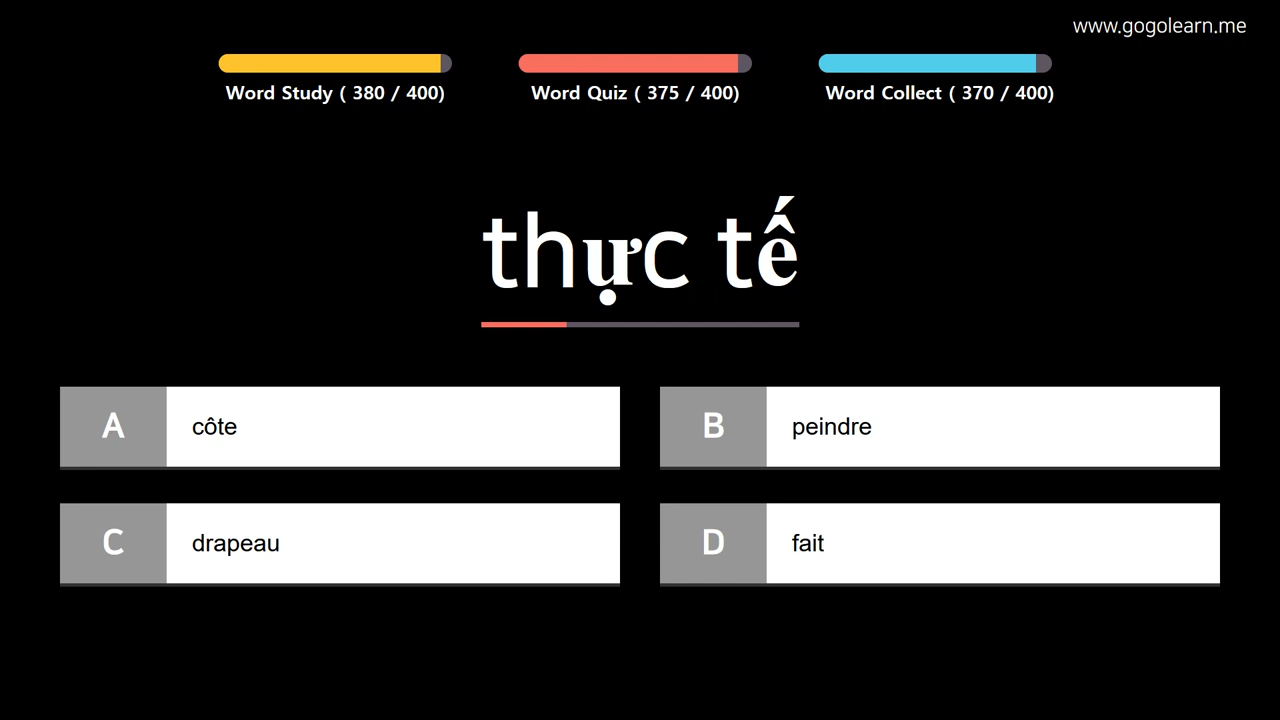 www.gogolearn.me
Word Study ( 380 / 400)
Word Quiz ( 375 / 400)
Word Collect ( 370 / 400)
thực tế
A côte
B peindre
C drapeau
D fait